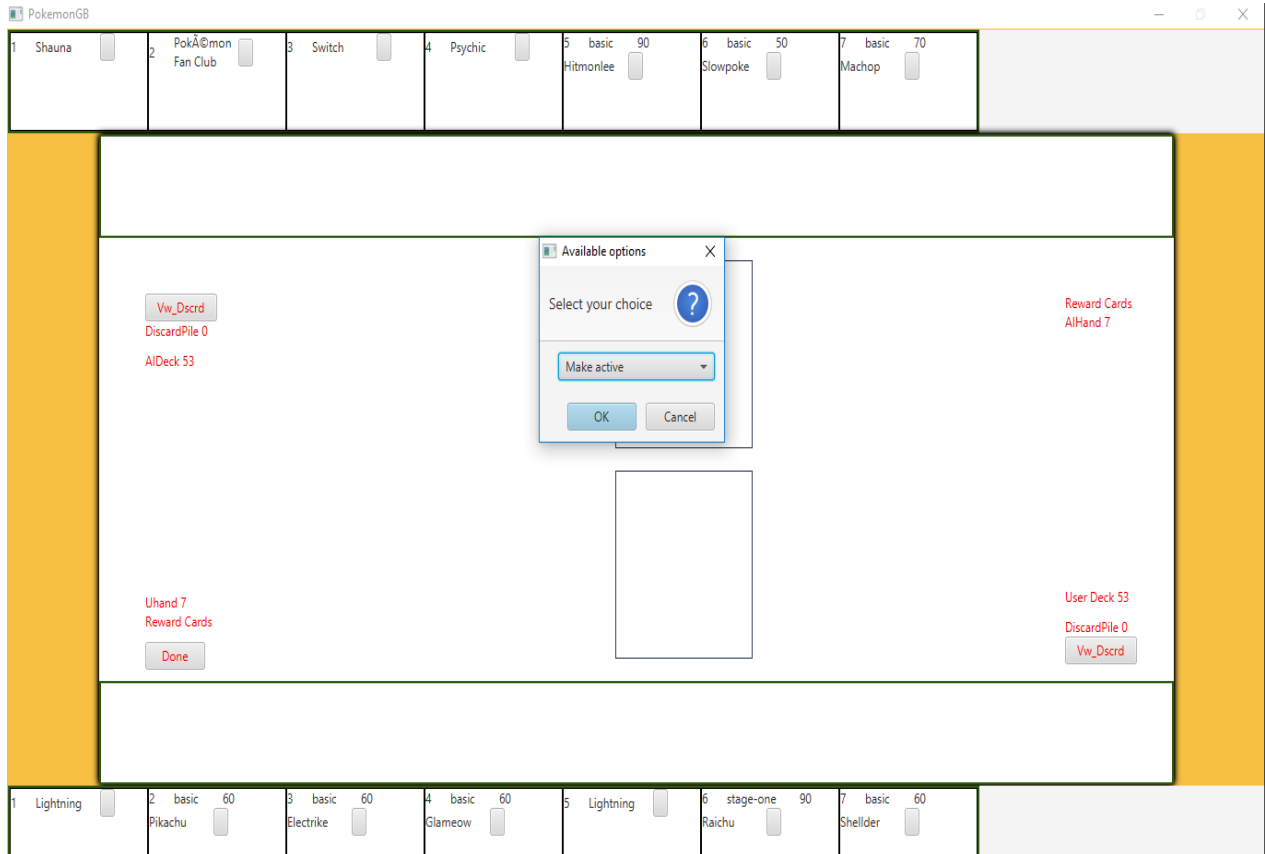 PokemonGB
1 Shauna
2 PokÃ©mon
Fan Club
3 Switch
4 Psychic
5 basic 90
Hitmonlee
6 basic 50
Slowpoke
7 basic 70
Machop
Available options
Select your choice
?
Make active
OK Cancel
Vw_Dscrd
DiscardPile 0
AIDeck 53
Reward Cards
AIHand 7
Uhand 7
Reward Cards
Done
User Deck 53
DiscardPile 0
Vw_Dscrd
1 Lightning
2 basic 60
Pikachu
3 basic 60
Electrike
4 basic 60
Glameow
5 Lightning
6 stage-one 90
Raichu
7 basic 60
Shellder